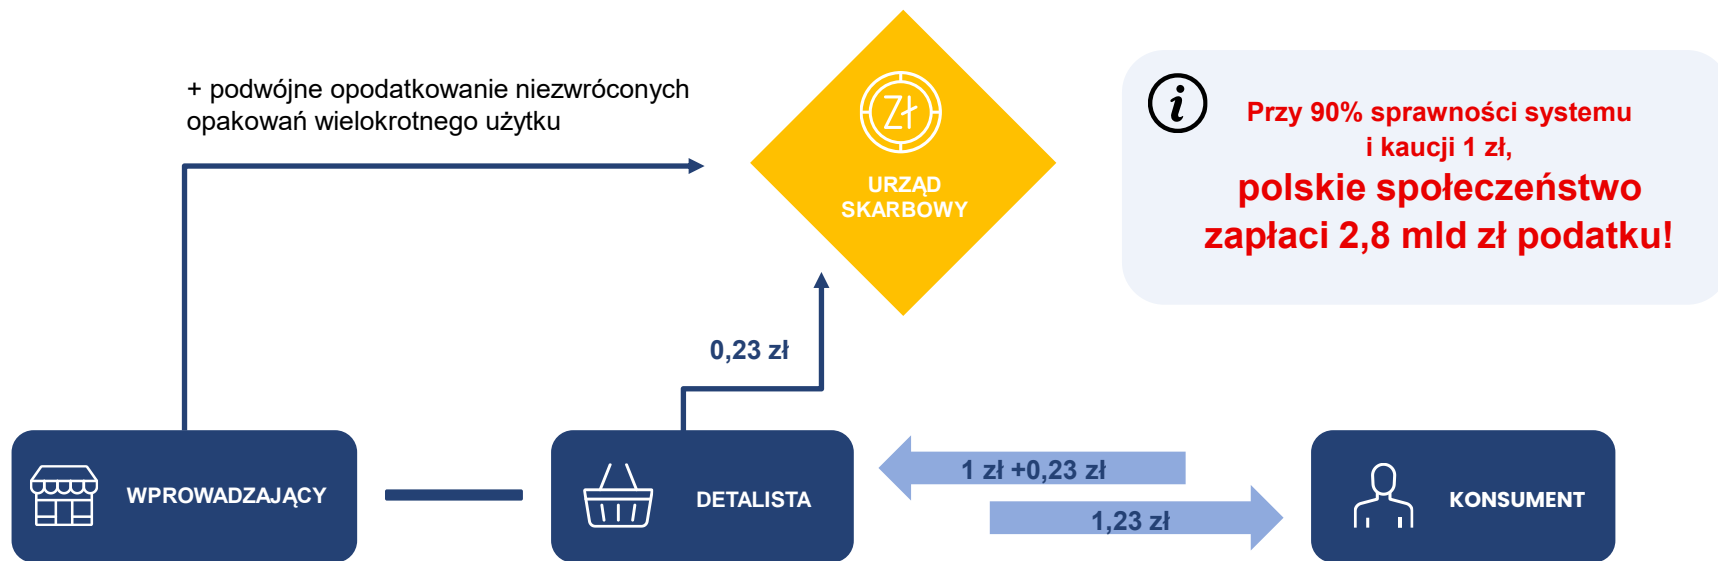 + podwójne opodatkowanie niezwróconych
opakowań wielokrotnego użytku
Zł
URZĄD
SKARBOWY
i
Przy 90% sprawności systemu
i kaucji 1 zł,
polskie społeczeństwo
zapłaci 2,8 mld zł podatku!
0,23 zł
WPROWADZAJĄCY
DETALISTA
1 zł +0,23 zł
1,23 zł
KONSUMENT